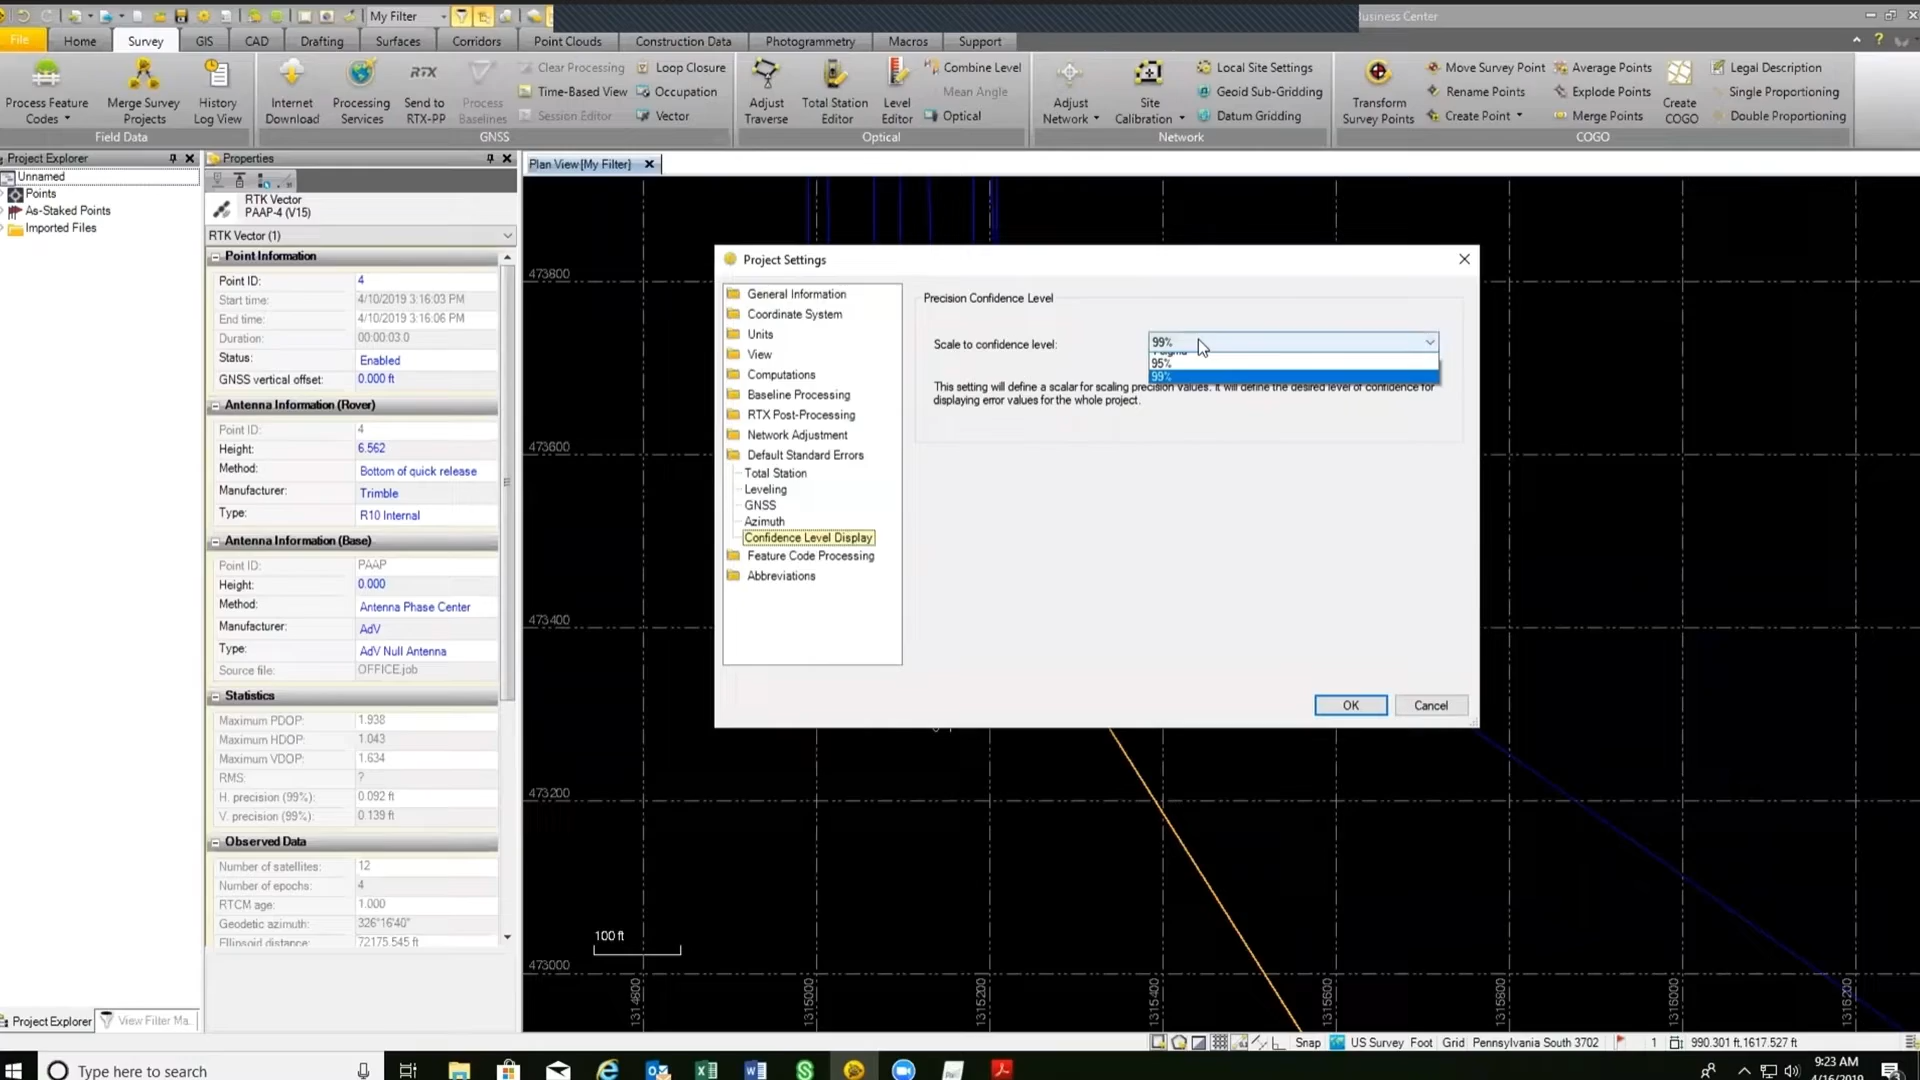 My Filter
Business Center
File Home Survey GIS CAD Drafting Surfaces Corridors Point Clouds Construction Data Photogrammetry Macros Support
Process Feature Codes
Merge Survey Projects
History Log View
Field Data
Internet Download
Processing Services
RTX
Send to RTX-PP
Process Baselines
Clear Processing
Time-Based View
Session Editor
Loop Closure
Occupation
Vector
GNSS
Adjust Traverse
Total Station Editor
Level Editor
Combine Level
Mean Angle
Optical
Optical
Adjust Network
Site Calibration
Local Site Settings
Geoid Sub-Gridding
Datum Gridding
Network
Transform Survey Points
Move Survey Point
Rename Points
Create Point
Average Points
Explode Points
Merge Points
Create COGO
Legal Description
Single Proportioning
Double Proportioning
COGO
Project Explorer
Unnamed
Points
As-Staked Points
Imported Files
Project Explorer
View Filter Ma...
Properties
RTK Vector
PAAP-4 (V15)
RTK Vector (1)
Point Information
Point ID: 4
Start time: 4/10/2019 3:16:03 PM
End time: 4/10/2019 3:16:06 PM
Duration: 00:00:03.0
Status: Enabled
GNSS vertical offset: 0.000 ft
Antenna Information (Rover)
Point ID: 4
Height: 6.562
Method: Bottom of quick release
Manufacturer: Trimble
Type: R10 Internal
Antenna Information (Base)
Point ID: PAAP
Height: 0.000
Method: Antenna Phase Center
Manufacturer: AdV
Type: AdV Null Antenna
Source file: OFFICE.job
Statistics
Maximum PDOP: 1.938
Maximum HDOP: 1.043
Maximum VDOP: 1.634
RMS: ?
H. precision (99%): 0.092 ft
V. precision (99%): 0.139 ft
Observed Data
Number of satellites: 12
Number of epochs: 4
RTCM age: 1.000
Geodetic azimuth: 326°16'40"
Ellipsoid distance: 72175.545 ft
Plan View [My Filter]
473800
473600
473400
473200
473000
100 ft
1314800
1315000
1315200
1315400
1315600
1315800
1316000
1316200
Project Settings
General Information
Coordinate System
Units
View
Computations
Baseline Processing
RTX Post-Processing
Network Adjustment
Default Standard Errors
Total Station
Leveling
GNSS
Azimuth
Confidence Level Display
Feature Code Processing
Abbreviations
Precision Confidence Level
Scale to confidence level: 99%
95%
99%
This setting will define a scalar for scaling precision values. It will define the desired level of confidence for
displaying error values for the whole project.
OK Cancel
Snap US Survey Foot Grid Pennsylvania South 3702 1 990.301 ft,1617.527 ft
Type here to search
9:23 AM
4/16/2019